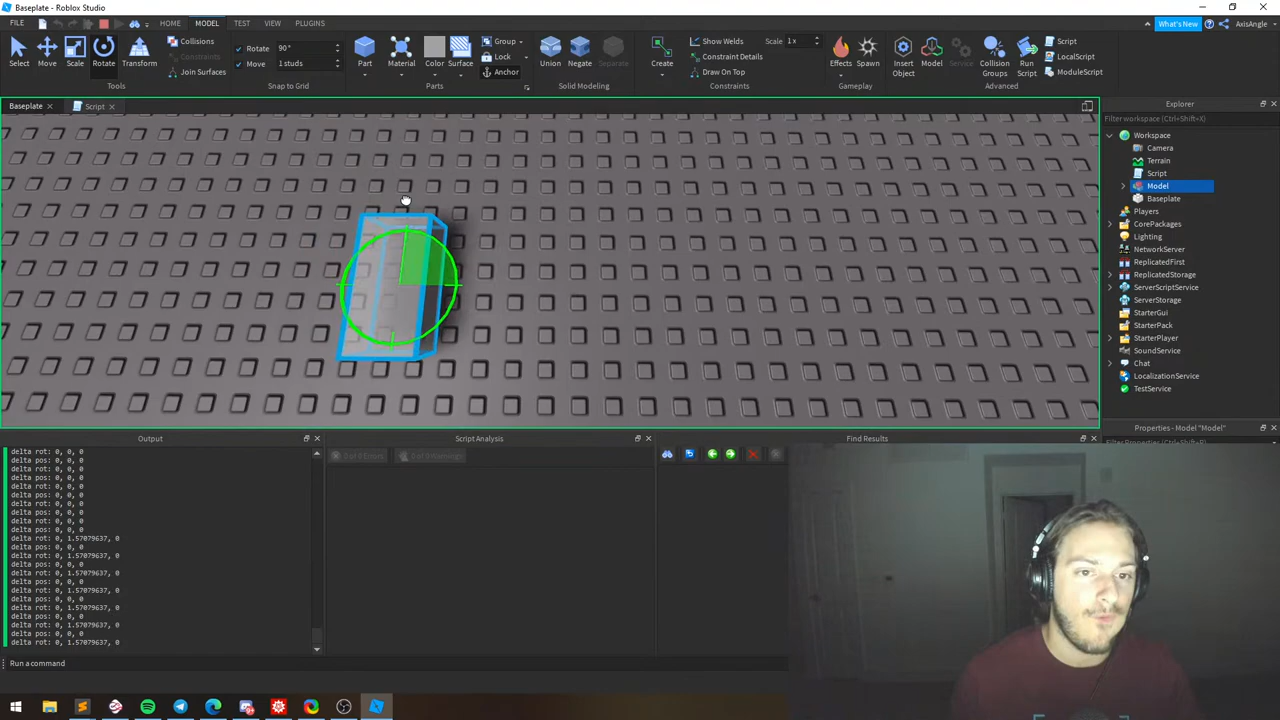 Baseplate - Roblox Studio
FILE HOME MODEL TEST VIEW PLUGINS What's New AxisAngle
Select Move Scale Rotate Transform
Collisions
Constraints
Join Surfaces
Rotate 90°
Move 1 studs
Part Material Color Surface
Group
Lock
Anchor
Union Negate Separate
Create
Show Welds Scale 1 x
Constraint Details
Draw On Top
Effects Spawn
Insert Object Model Service Collision Groups Run Script
Script
LocalScript
ModuleScript
Tools Snap to Grid Parts Solid Modeling Constraints Gameplay Advanced
Baseplate Script
Explorer
Filter workspace (Ctrl+Shift+X)
Workspace
Camera
Terrain
Script
Model
Baseplate
Players
CorePackages
Lighting
NetworkServer
ReplicatedFirst
ReplicatedStorage
ServerScriptService
ServerStorage
StarterGui
StarterPack
StarterPlayer
SoundService
Chat
LocalizationService
TestService
Properties - Model "Model"
Filter Properties (Ctrl+Shift+P)
Output Script Analysis Find Results
delta rot: 0, 0, 0
delta pos: 0, 0, 0
delta rot: 0, 0, 0
delta pos: 0, 0, 0
delta rot: 0, 0, 0
delta pos: 0, 0, 0
delta rot: 0, 0, 0
delta pos: 0, 0, 0
delta rot: 0, 0, 0
delta pos: 0, 0, 0
delta rot: 0, 1.57079637, 0
delta pos: 0, 0, 0
delta rot: 0, 1.57079637, 0
delta pos: 0, 0, 0
delta rot: 0, 1.57079637, 0
delta pos: 0, 0, 0
delta rot: 0, 1.57079637, 0
delta pos: 0, 0, 0
delta rot: 0, 1.57079637, 0
delta pos: 0, 0, 0
delta rot: 0, 1.57079637, 0
delta pos: 0, 0, 0
delta rot: 0, 1.57079637, 0
0 of 0 Errors 0 of 0 Warnings
Run a command